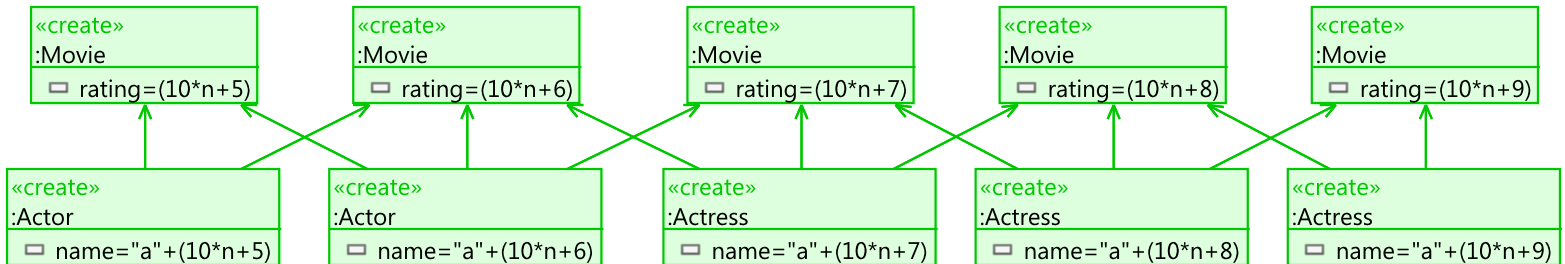 «create»
:Movie
rating=(10*n+5)
«create»
:Movie
rating=(10*n+6)
«create»
:Movie
rating=(10*n+7)
«create»
:Movie
rating=(10*n+8)
«create»
:Movie
rating=(10*n+9)
«create»
:Actor
name="a"+(10*n+5)
«create»
:Actor
name="a"+(10*n+6)
«create»
:Actress
name="a"+(10*n+7)
«create»
:Actress
name="a"+(10*n+8)
«create»
:Actress
name="a"+(10*n+9)